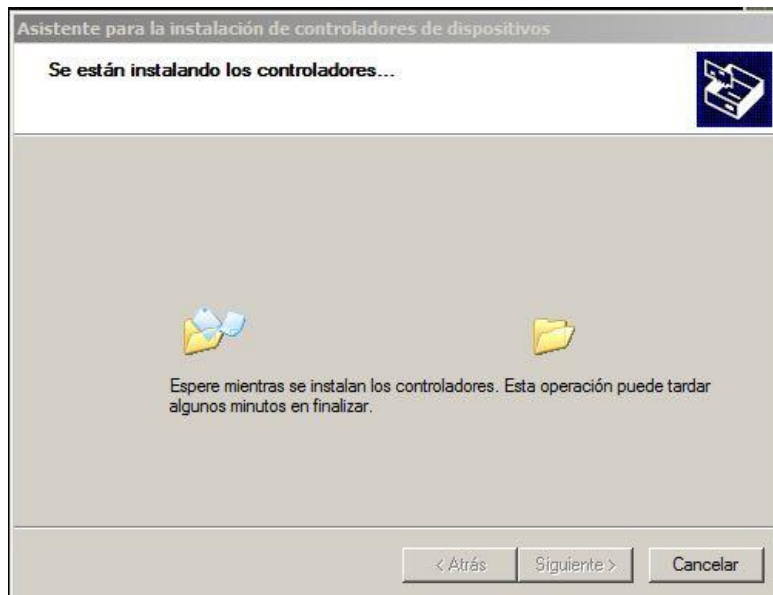 Asistente para la instalación de controladores de dispositivos
Se están instalando los controladores...
Espere mientras se instalan los controladores. Esta operación puede tardar
algunos minutos en finalizar.
< Atrás
Siguiente >
Cancelar